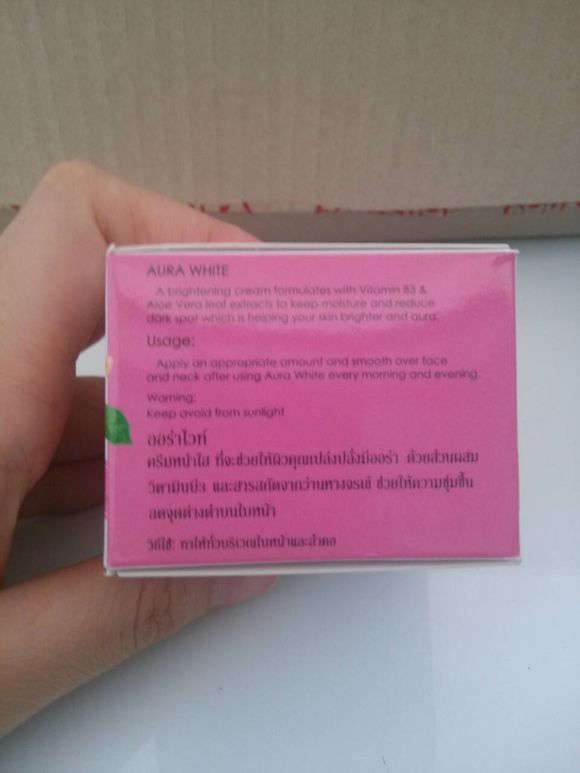 AURA WHITE
A brightening cream formulates with Vitamin B3 &
Aloe Vera leaf extracts to keep moisture and reduce
dark spot which is helping your skin brighter and aura.
Usage:
Apply an appropriate amount and smooth over face
and neck after using Aura White every morning and evening.
Warning:
Keep avoid from sunlight
ออร่าไวท์
ครีมหน้าใส ที่จะช่วยให้ผิวคุณเปล่งปลั่งมีออร่า ด้วยส่วนผสม
วิตามินบี3 และสารสกัดจากว่านหางจรเข้ ช่วยให้ความชุ่มชื้น
ลดจุดด่างดำบนใบหน้า
วิธีใช้: ทาให้ทั่วบริเวณใบหน้าและลำคอ